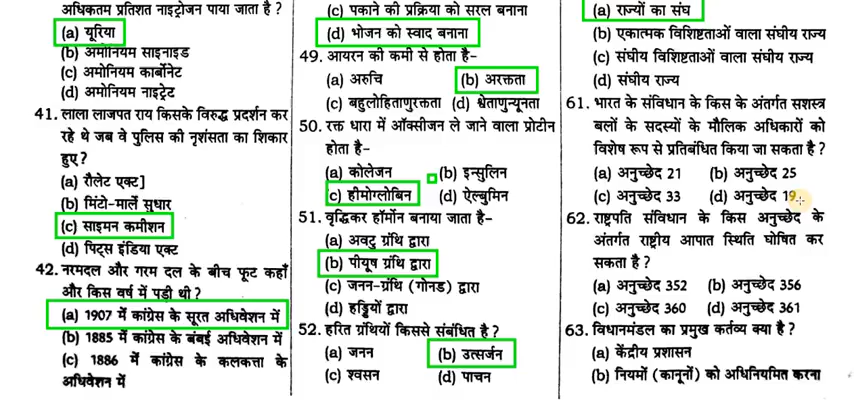 अधिकतम प्रतिशत नाइट्रोजन पाया जाता है ?
(a) यूरिया
(b) अमोनियम साइनाइड
(c) अमोनियम कार्बोनेट
(d) अमोनियम नाइट्रेट
41. लाला लाजपत राय किसके विरुद्ध प्रदर्शन कर
रहे थे जब वे पुलिस की नृशंसता का शिकार
हुए ?
(a) रौलेट एक्ट]
(b) मिंटो-मार्ले सुधार
(c) साइमन कमीशन
(d) पिट्स इंडिया एक्ट
42. नरमदल और गरम दल के बीच फूट कहाँ
और किस वर्ष में पड़ी थी ?
(a) 1907 में कांग्रेस के सूरत अधिवेशन में
(b) 1885 में कांग्रेस के बंबई अधिवेशन में
(c) 1886 में कांग्रेस के कलकत्ता के
अधिवेशन में
(c) पकाने की प्रक्रिया को सरल बनाना
(d) भोजन को स्वाद बनाना
49. आयरन की कमी से होता है-
(a) अरुचि (b) अरक्तता
(c) बहुलोहिताणुरक्तता (d) श्वेताणुन्यूनता
50. रक्त धारा में ऑक्सीजन ले जाने वाला प्रोटीन
होता है-
(a) कोलेजन (b) इन्सुलिन
(c) हीमोग्लोबिन (d) ऐल्बुमिन
51. वृद्धिकर हॉर्मोन बनाया जाता है-
(a) अवटु ग्रंथि द्वारा
(b) पीयूष ग्रंथि द्वारा
(c) जनन-ग्रंथि (गोनड) द्वारा
(d) हड्डियों द्वारा
52. हरित ग्रंथियों किससे संबंधित है ?
(a) जनन (b) उत्सर्जन
(c) श्वसन (d) पाचन
(a) राज्यों का संघ
(b) एकात्मक विशिष्टताओं वाला संघीय राज्य
(c) संघीय विशिष्टताओं वाला संघीय राज्य
(d) संघीय राज्य
61. भारत के संविधान के किस के अंतर्गत सशस्त्र
बलों के सदस्यों के मौलिक अधिकारों को
विशेष रूप से प्रतिबंधित किया जा सकता है ?
(a) अनुच्छेद 21 (b) अनुच्छेद 25
(c) अनुच्छेद 33 (d) अनुच्छेद 19
62. राष्ट्रपति संविधान के किस अनुच्छेद के
अंतर्गत राष्ट्रीय आपात स्थिति घोषित कर
सकता है ?
(a) अनुच्छेद 352 (b) अनुच्छेद 356
(c) अनुच्छेद 360 (d) अनुच्छेद 361
63. विधानमंडल का प्रमुख कर्तव्य क्या है ?
(a) केंद्रीय प्रशासन
(b) नियमों (कानूनों) को अधिनियमित करना